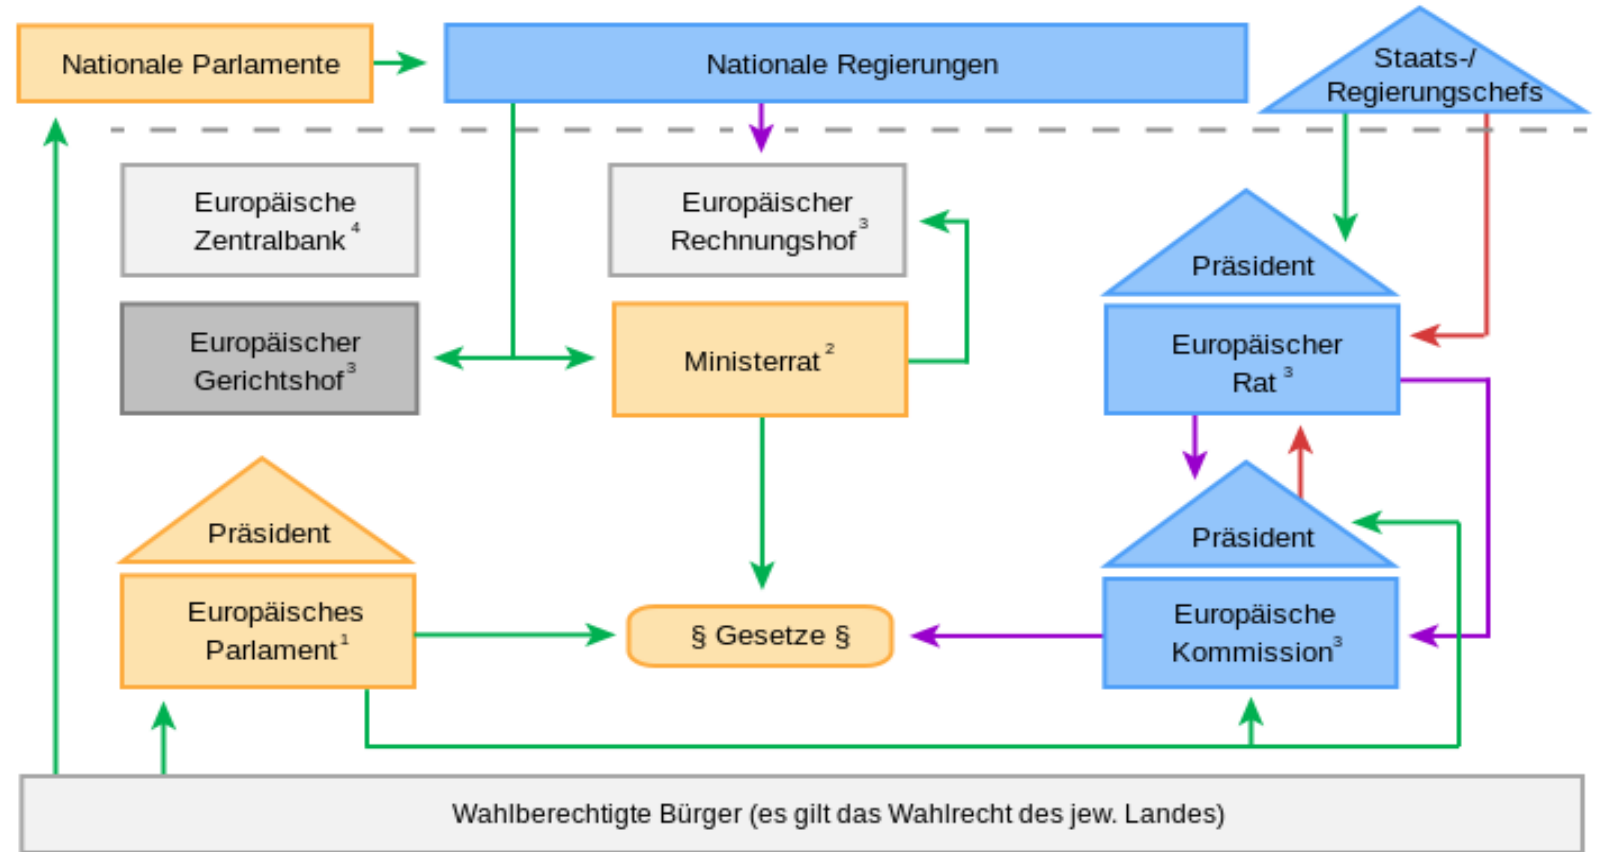 Nationale Parlamente
Nationale Regierungen
Staats-/
Regierungschefs
Europäische
Zentralbank 4
Europäischer
Rechnungshof 3
Präsident
Europäischer
Gerichtshof 3
Ministerrat 2
Europäischer
Rat 3
Präsident
Präsident
Europäisches
Parlament 1
§ Gesetze §
Europäische
Kommission 3
Wahlberechtigte Bürger (es gilt das Wahlrecht des jew. Landes)